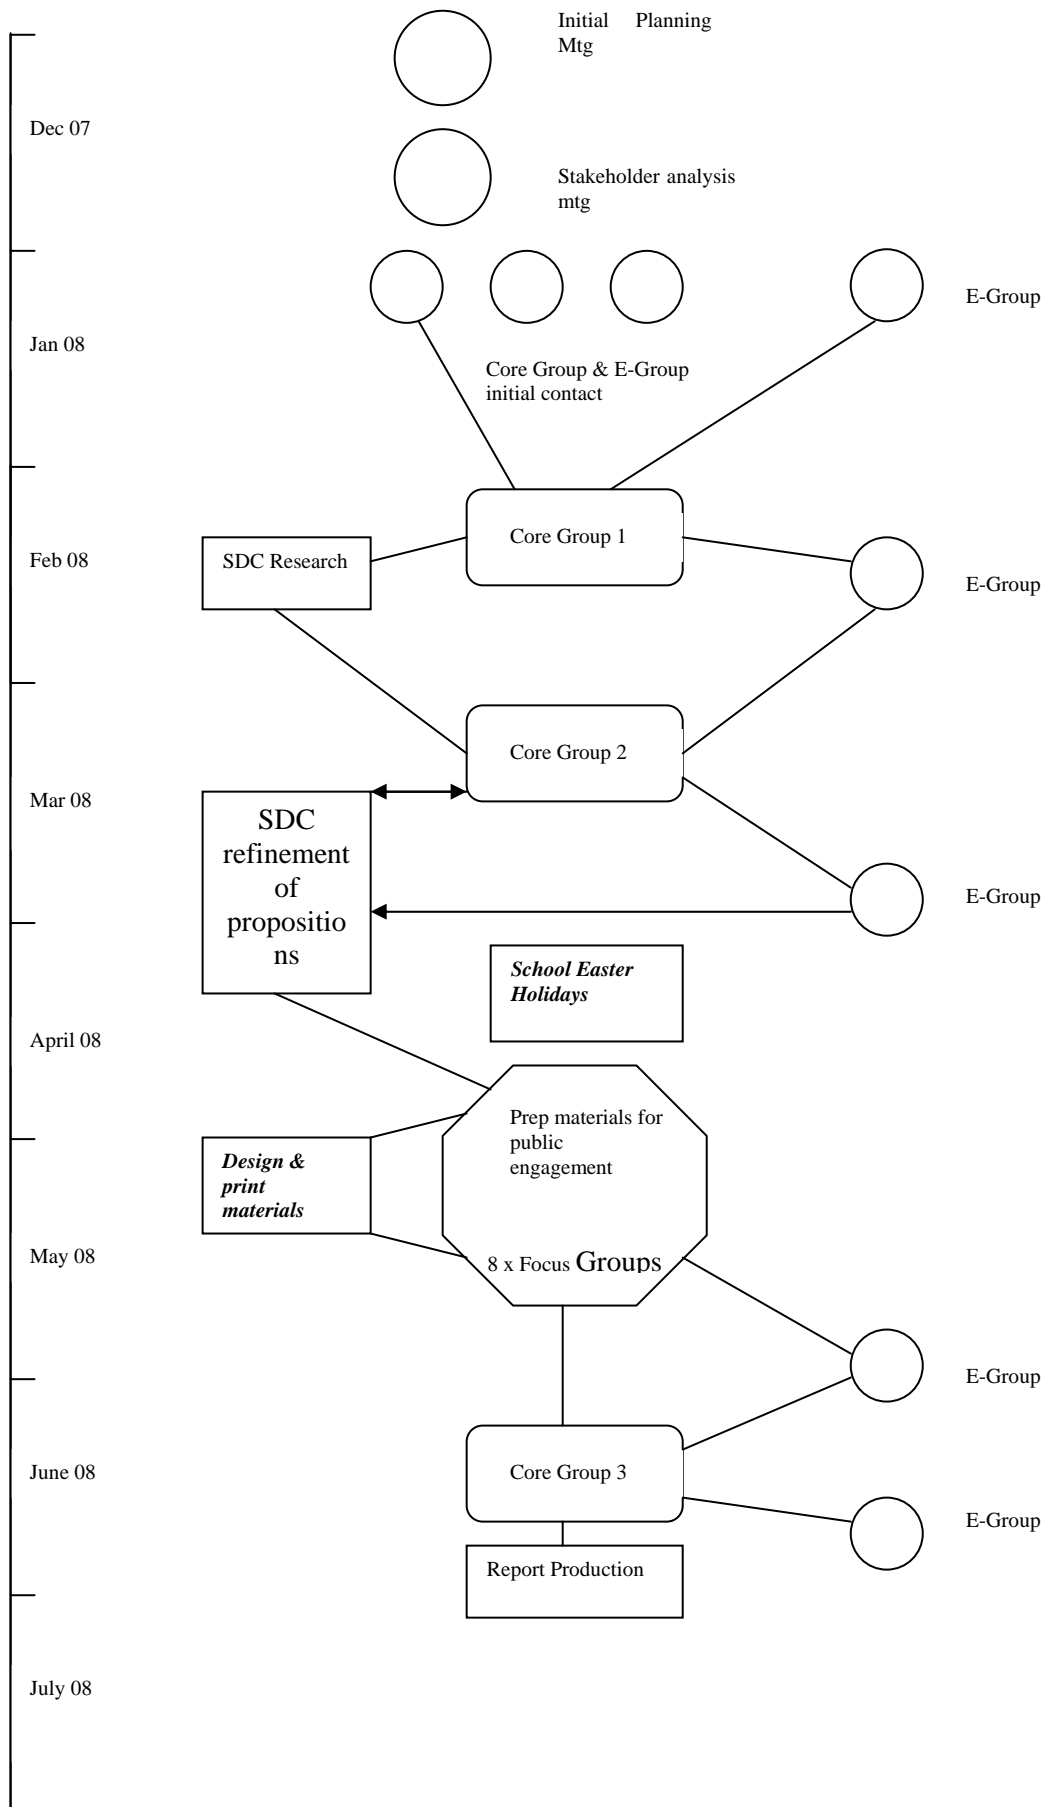 Initial Planning
Mtg
Dec 07
Stakeholder analysis
mtg
E-Group
Jan 08
Core Group & E-Group
initial contact
Core Group 1
Feb 08
SDC Research
E-Group
Core Group 2
Mar 08
SDC
refinement
of
propositio
ns
E-Group
School Easter
Holidays
April 08
Prep materials for
public
engagement
Design &
print
materials
May 08
8 x Focus Groups
E-Group
Core Group 3
June 08
E-Group
Report Production
July 08